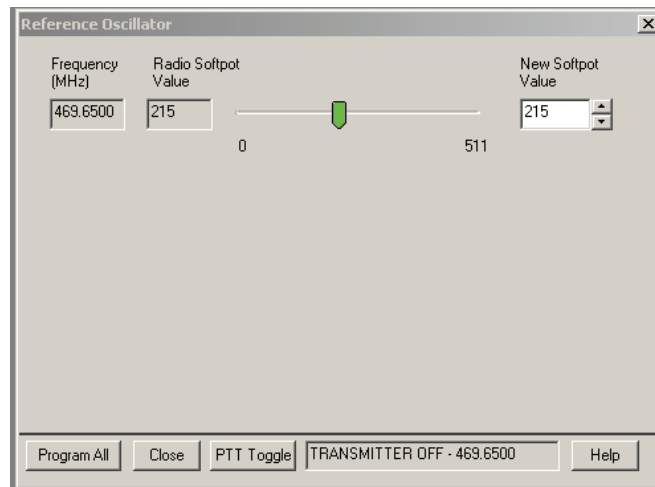 Reference Oscillator
Frequency
(MHz)
Radio Softpot
Value
New Softpot
Value
469.6500
215
215
0
511
Program All
Close
PTT Toggle
TRANSMITTER OFF - 469.6500
Help